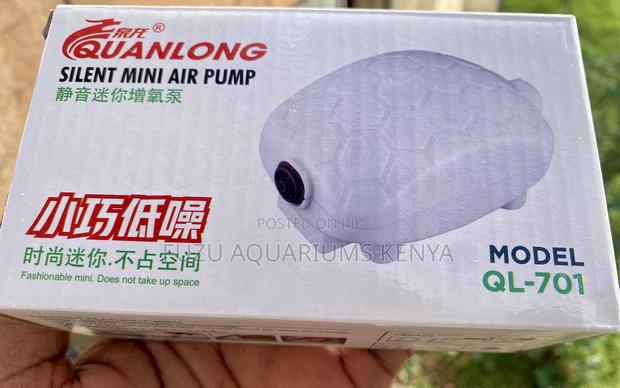 泉龙®
QUANLONG
SILENT MINI AIR PUMP
静音迷你增氧泵
小巧低噪
时尚迷你.不占空间
Fashionable mini. Does not take up space
POSTED ON JIJI
FUZU AQUARIUMS KENYA
MODEL
QL-701